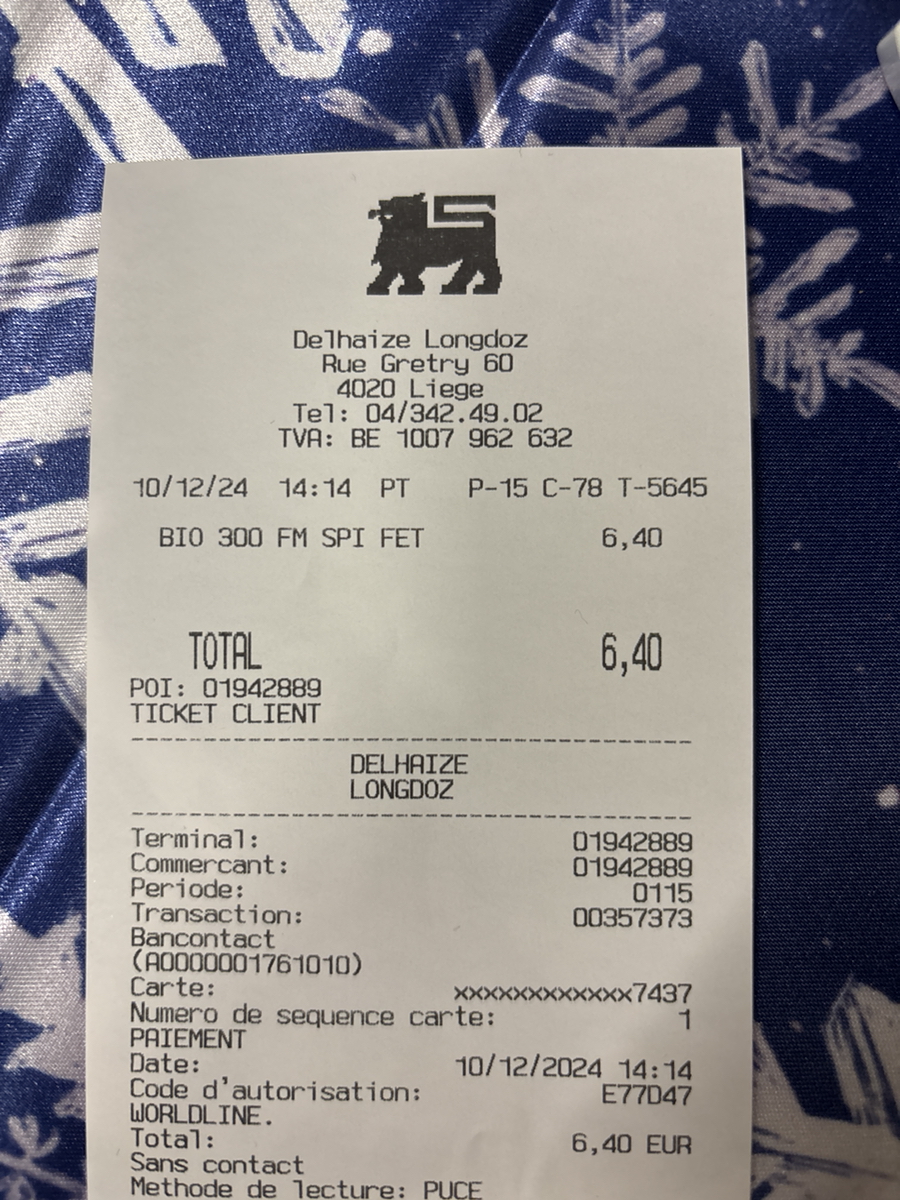 Delhaize Longdoz
Rue Gretry 60
4020 Liege
Tel: 04/342.49.02
TVA: BE 1007 962 632
10/12/24 14:14 PT P-15 C-78 T-5645
BIO 300 FM SPI FET 6,40
TOTAL 6,40
POI: 01942889
TICKET CLIENT
DELHAIZE
LONGDOZ
Terminal: 01942889
Commercant: 01942889
Periode: 0115
Transaction: 00357373
Bancontact
(A0000001761010)
Carte: xxxxxxxxxxxx7437
Numero de sequence carte: 1
PAIEMENT
Date: 10/12/2024 14:14
Code d'autorisation: E77D47
WORLDLINE.
Total: 6,40 EUR
Sans contact
Methode de lecture: PUCE